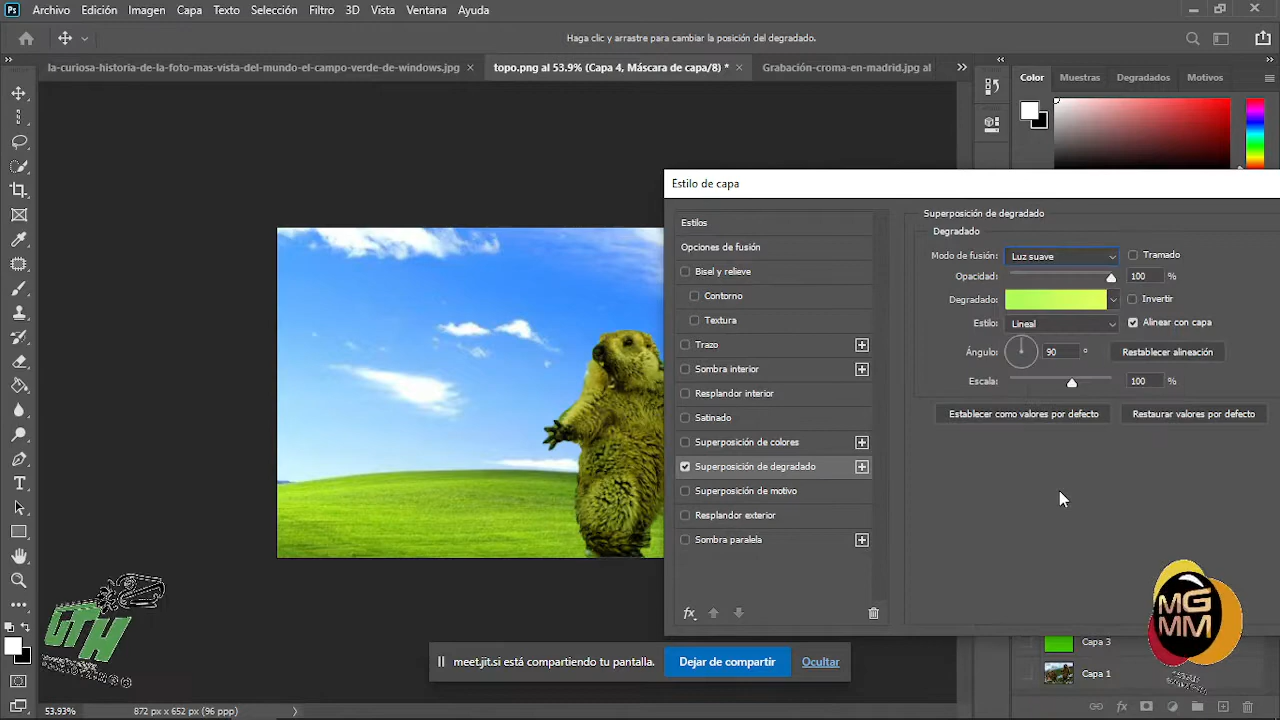 Ps Archivo Edición Imagen Capa Texto Selección Filtro 3D Vista Ventana Ayuda
Haga clic y arrastre para cambiar la posición del degradado.
la-curiosa-historia-de-la-foto-mas-vista-del-mundo-el-campo-verde-de-windows.jpg × topo.png al 53.9% (Capa 4, Máscara de capa/8) * × Grabación-croma-en-madrid.jpg al
Color Muestras Degradados Motivos
Estilo de capa
Estilos
Opciones de fusión
Bisel y relieve
Contorno
Textura
Trazo
Sombra interior
Resplandor interior
Satinado
Superposición de colores
Superposición de degradado
Superposición de motivo
Resplandor exterior
Sombra paralela
fx
Superposición de degradado
Degradado
Modo de fusión: Luz suave Tramado
Opacidad: 100 %
Degradado: Invertir
Estilo: Lineal Alinear con capa
Ángulo: 90 ° Restablecer alineación
Escala: 100 %
Establecer como valores por defecto Restaurar valores por defecto
GTH
MG
MM
meet.jit.si está compartiendo tu pantalla. Dejar de compartir Ocultar
Capa 3
Capa 1
fx
53.93% 872 px x 652 px (96 ppp)